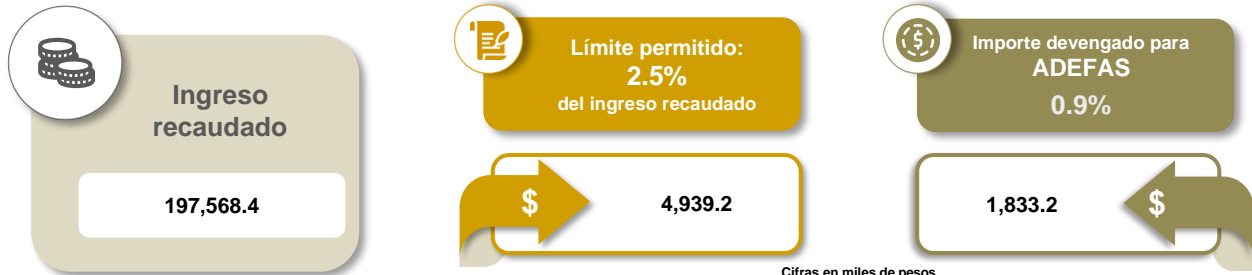 Ingreso
recaudado
197,568.4
Límite permitido:
2.5%
del ingreso recaudado
$
4,939.2
Importe devengado para
ADEFAS
0.9%
1,833.2
$
Cifras en miles de pesos